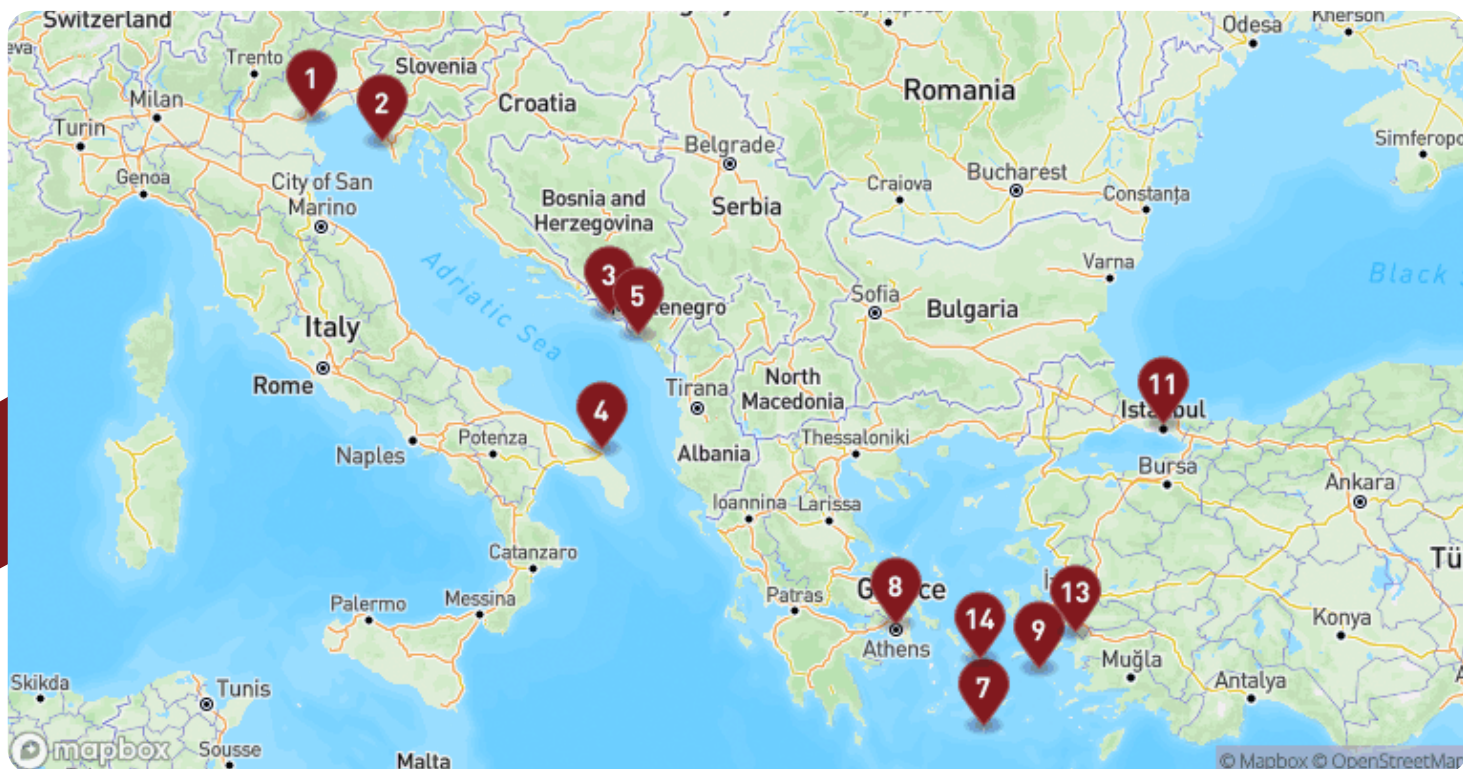 Switzerland
Odesa
Kherson
Trento
Slovenia
Croatia
Romania
Milan
Turin
Simferopo
Belgrade
Genoa
City of San
Marino
Bosnia and
Herzegovina
Serbia
Craiova
Bucharest
Constanța
Adriatic Sea
Varna
Black
Sofia
Bulgaria
Italy
Rome
Tirana
North
Macedonia
Istanbul
Naples
Potenza
Albania
Thessaloniki
Bursa
Ankara
Ioannina
Larissa
Catanzaro
Palermo
Messina
Patras
Athens
Konya
Muğla
Antalya
Skikda
Tunis
Sousse
Malta
1
2
3
5
4
11
8
14
9
13
7
mapbox
© Mapbox © OpenStreetMap